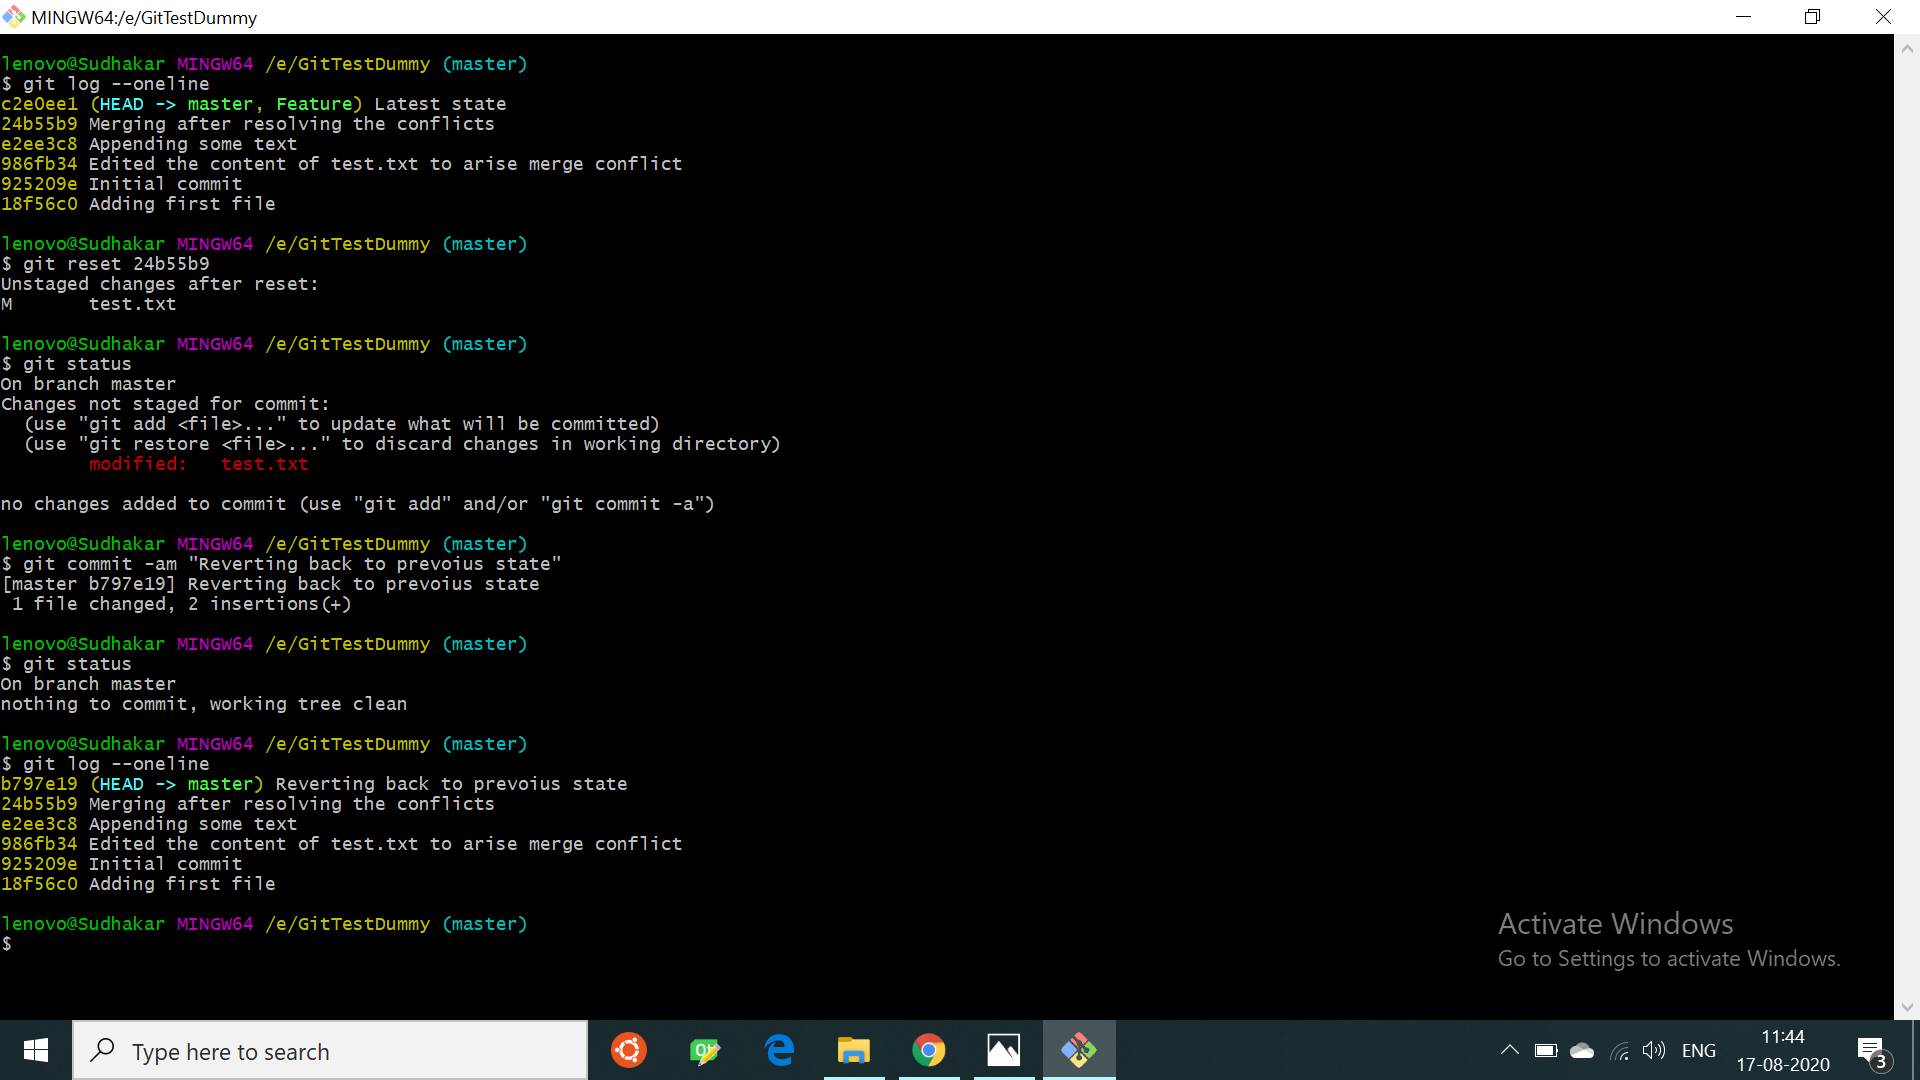 MINGW64:/e/GitTestDummy
lenovo@Sudhakar MINGW64 /e/GitTestDummy (master)
$ git log --oneline
c2e0ee1 (HEAD -> master, Feature) Latest state
24b55b9 Merging after resolving the conflicts
e2ee3c8 Appending some text
986fb34 Edited the content of test.txt to arise merge conflict
925209e Initial commit
18f56c0 Adding first file
lenovo@Sudhakar MINGW64 /e/GitTestDummy (master)
$ git reset 24b55b9
Unstaged changes after reset:
M       test.txt
lenovo@Sudhakar MINGW64 /e/GitTestDummy (master)
$ git status
On branch master
Changes not staged for commit:
  (use "git add <file>..." to update what will be committed)
  (use "git restore <file>..." to discard changes in working directory)
        modified:   test.txt
no changes added to commit (use "git add" and/or "git commit -a")
lenovo@Sudhakar MINGW64 /e/GitTestDummy (master)
$ git commit -am "Reverting back to prevoius state"
[master b797e19] Reverting back to prevoius state
 1 file changed, 2 insertions(+)
lenovo@Sudhakar MINGW64 /e/GitTestDummy (master)
$ git status
On branch master
nothing to commit, working tree clean
lenovo@Sudhakar MINGW64 /e/GitTestDummy (master)
$ git log --oneline
b797e19 (HEAD -> master) Reverting back to prevoius state
24b55b9 Merging after resolving the conflicts
e2ee3c8 Appending some text
986fb34 Edited the content of test.txt to arise merge conflict
925209e Initial commit
18f56c0 Adding first file
lenovo@Sudhakar MINGW64 /e/GitTestDummy (master)
$
Activate Windows
Go to Settings to activate Windows.
Type here to search
Qt
ENG
11:44
17-08-2020
3